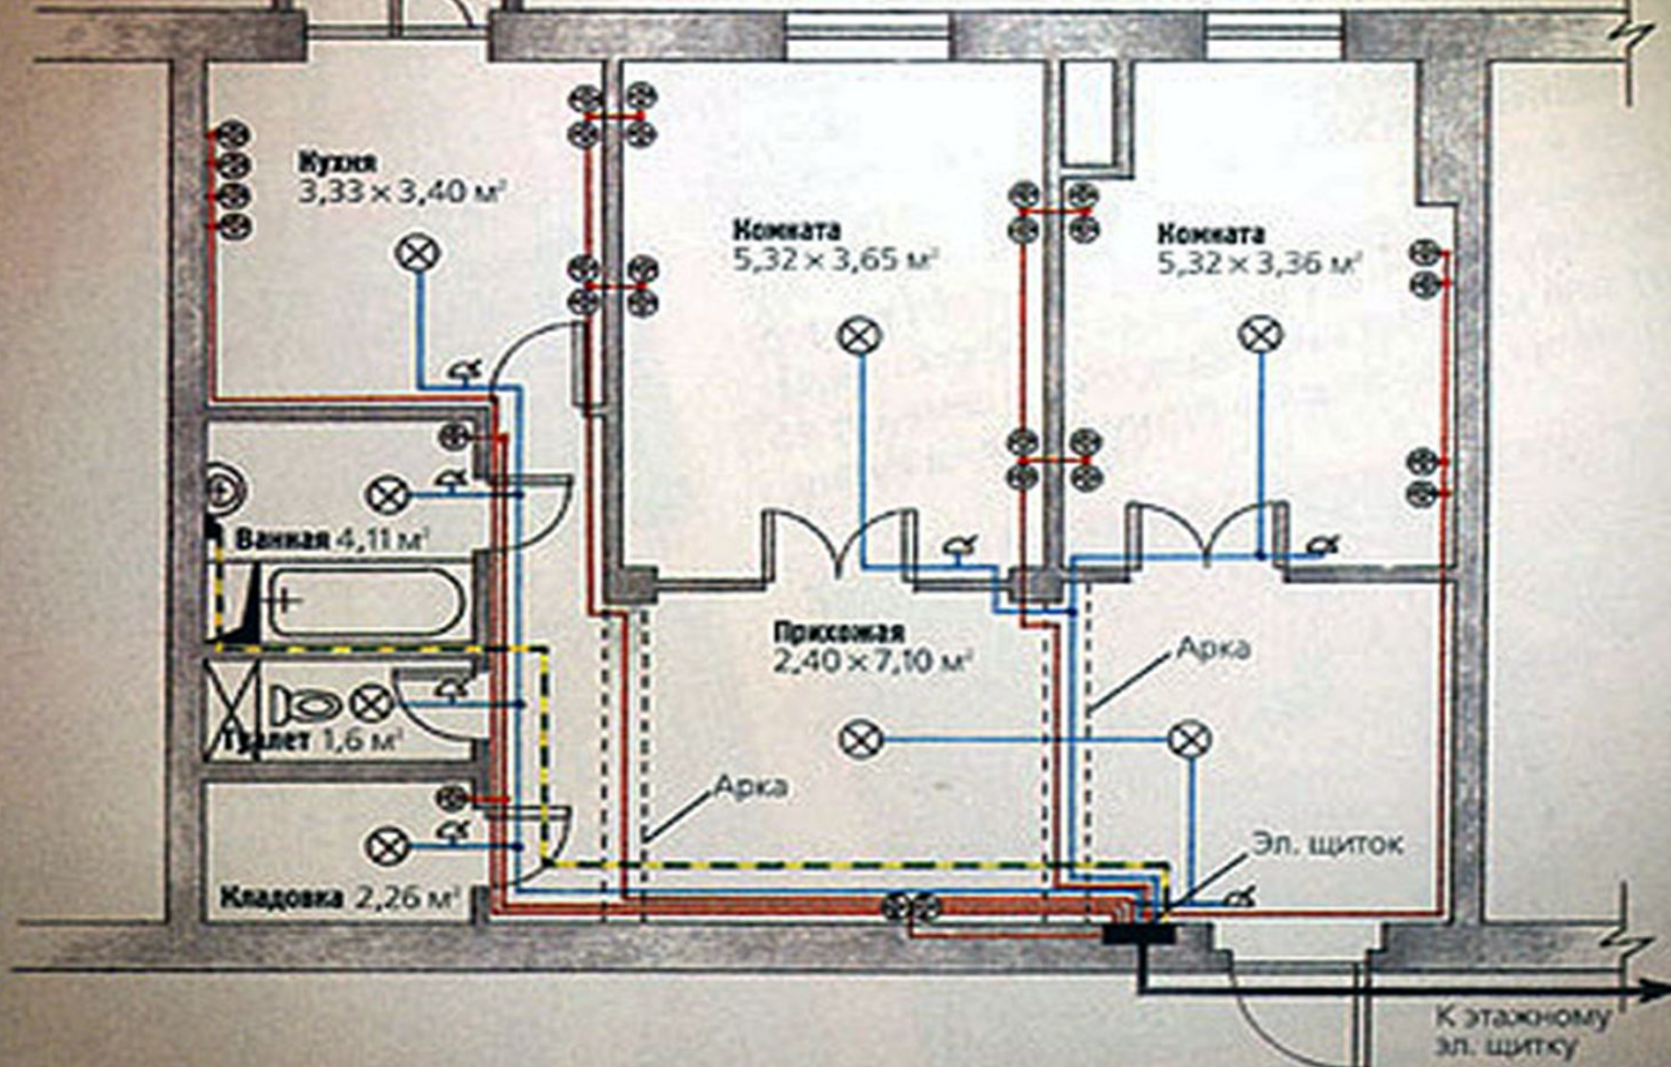 Кухня
3,33 × 3,40 м²
Комната
5,32 × 3,65 м²
Комната
5,32 × 3,36 м²
Ванная 4,11 м²
Прихожая
2,40 × 7,10 м²
Арка
Туалет 1,6 м²
Арка
Эл. щиток
Кладовка 2,26 м²
К этажному
эл. щитку